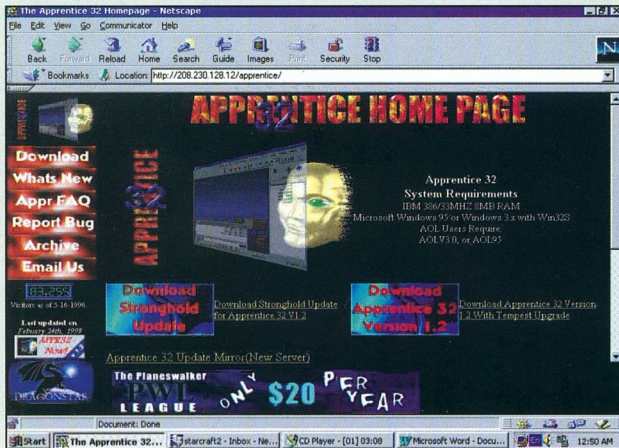 The Apprentice 32 Homepage - Netscape
File Edit View Go Communicator Help
Back Forward Reload Home Search Guide Images Print Security Stop
N
Bookmarks Location: http://208.230.128.12/apprentice/
APPRENTICE HOME PAGE
32
Download
Whats New
Appr FAQ
Report Bug
Archive
Email Us
APPRENTICE
32
Apprentice 32
System Requirements
IBM 386/33MHZ 8MB RAM
Microsoft Windows 95 or Windows 3.x with Win32S
AOL Users Require:
AOLV3.0, or AOL95
83,255
Visitors as of 5-16-1996.
Last updated on
February 24th, 1998
APPR32
Now!
DRAGONSTAR
Download
Stronghold
Update
Download Stronghold Update
for Apprentice 32 V1.2
Download
Apprentice 32
Version 1.2
Download Apprentice 32 Version
1.2 With Tempest Upgrade
Apprentice 32 Update Mirror(New Server)
The Planeswalker
PWL
LEAGUE
ONLY $20 PER YEAR
Document: Done
Start The Apprentice 32... starcraft2 - Inbox - Ne... CD Player - [01] 03:08 Microsoft Word - Docu... 12:50 AM